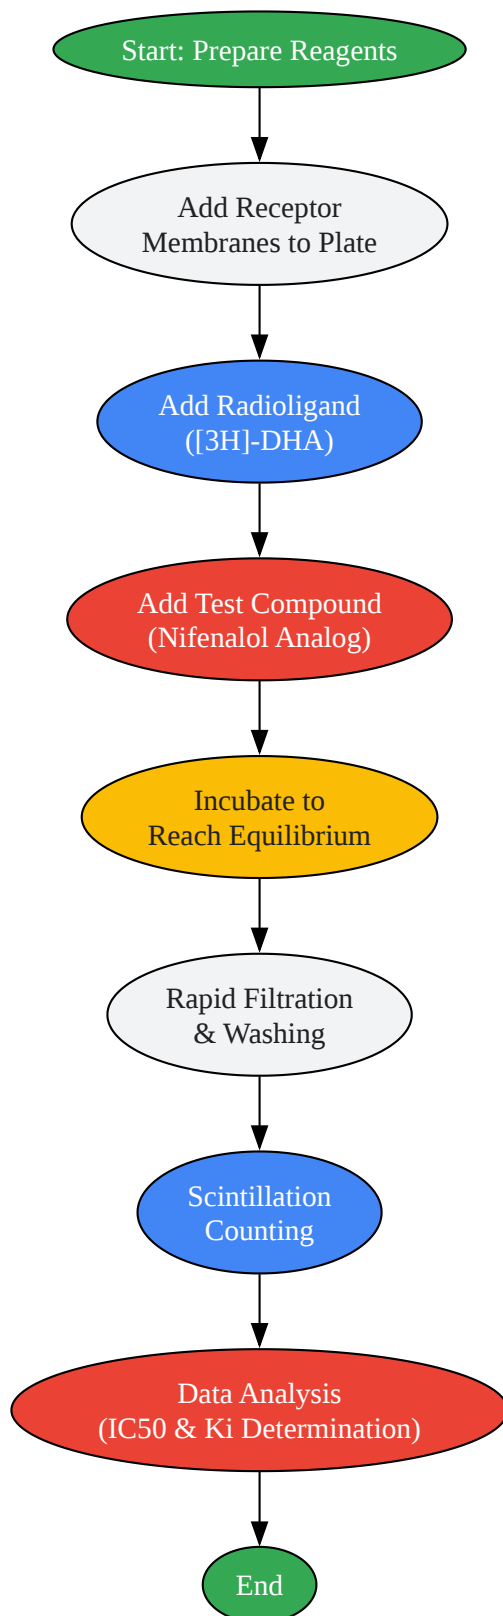 Start: Prepare Reagents
Add Receptor
Membranes to Plate
Add Radioligand
([3H]-DHA)
Add Test Compound
(Nifenalol Analog)
Incubate to
Reach Equilibrium
Rapid Filtration
& Washing
Scintillation
Counting
Data Analysis
(IC50 & Ki Determination)
End